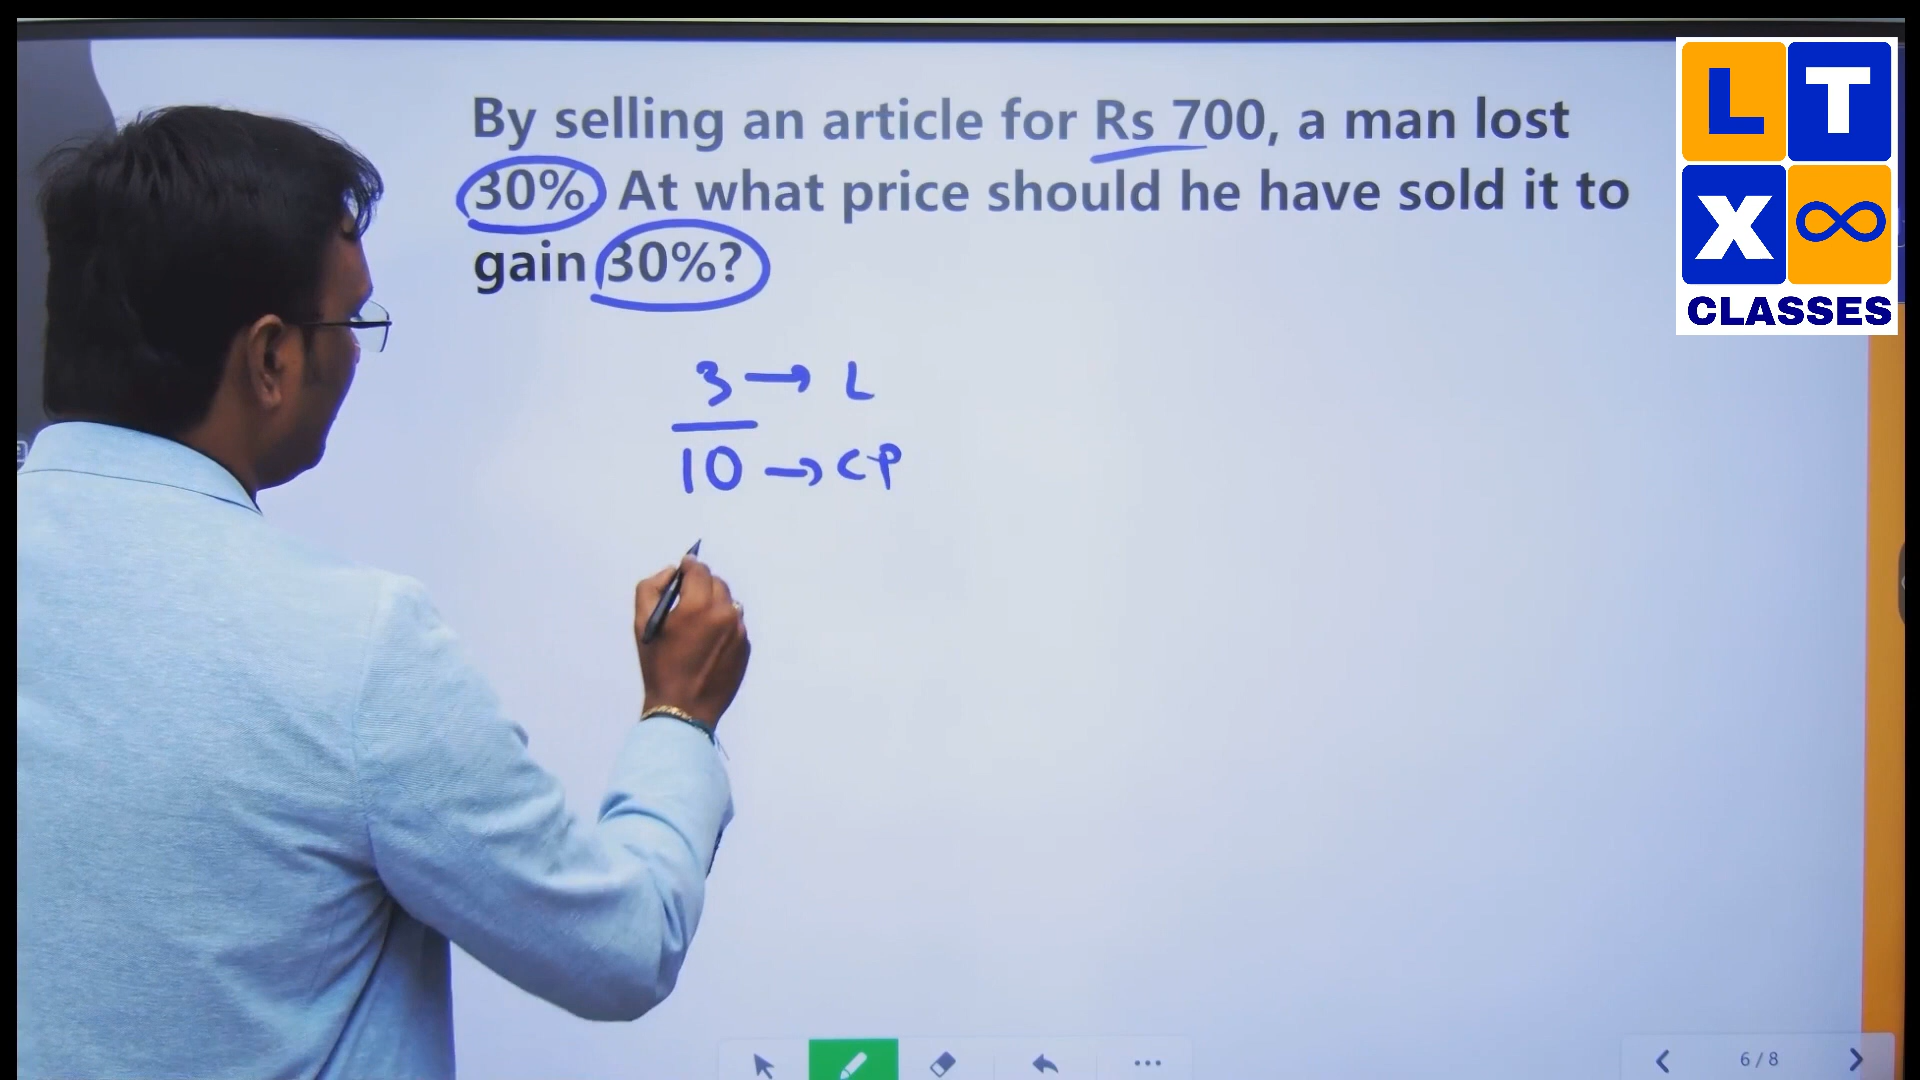 By selling an article for Rs 700, a man lost
30%. At what price should he have sold it to
gain 30%?
3 → L
10 → CP
L T
X ∞
CLASSES
6 / 8